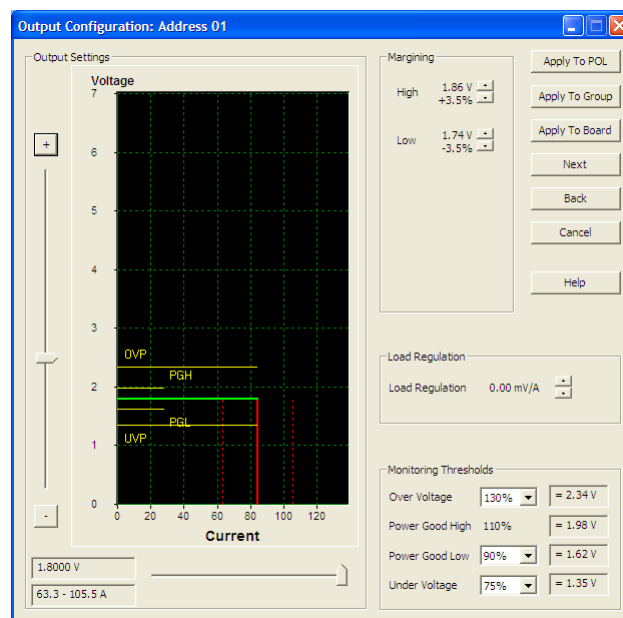 Output Configuration: Address 01
Output Settings
Voltage
7
6
5
4
3
2
1
0
+
-
OVP
PGH
PGL
UVP
0 20 40 60 80 100 120
Current
1.8000 V
63.3 - 105.5 A
Margining
High 1.86 V
+3.5%
Low 1.74 V
-3.5%
Apply To POL
Apply To Group
Apply To Board
Next
Back
Cancel
Help
Load Regulation
Load Regulation 0.00 mV/A
Monitoring Thresholds
Over Voltage 130% = 2.34 V
Power Good High 110% = 1.98 V
Power Good Low 90% = 1.62 V
Under Voltage 75% = 1.35 V